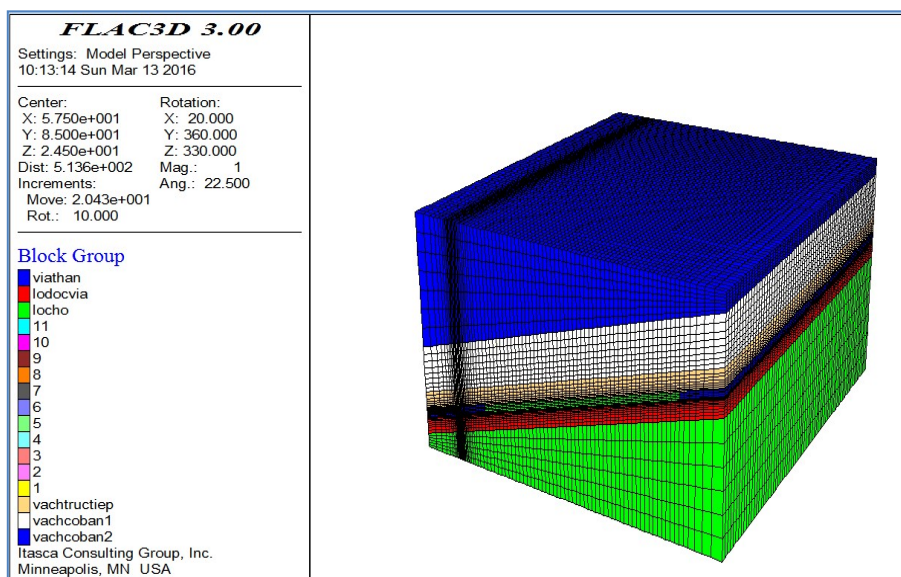 FLAC3D 3.00
Settings: Model Perspective
10:13:14 Sun Mar 13 2016
Center: Rotation:
X: 5.750e+001 X: 20.000
Y: 8.500e+001 Y: 360.000
Z: 2.450e+001 Z: 330.000
Dist: 5.136e+002 Mag.: 1
Increments: Ang.: 22.500
Move: 2.043e+001
Rot.: 10.000
Block Group
viathan
lodocvia
locho
11
10
9
8
7
6
5
4
3
2
1
vachtructiep
vachcoban1
vachcoban2
Itasca Consulting Group, Inc.
Minneapolis, MN USA